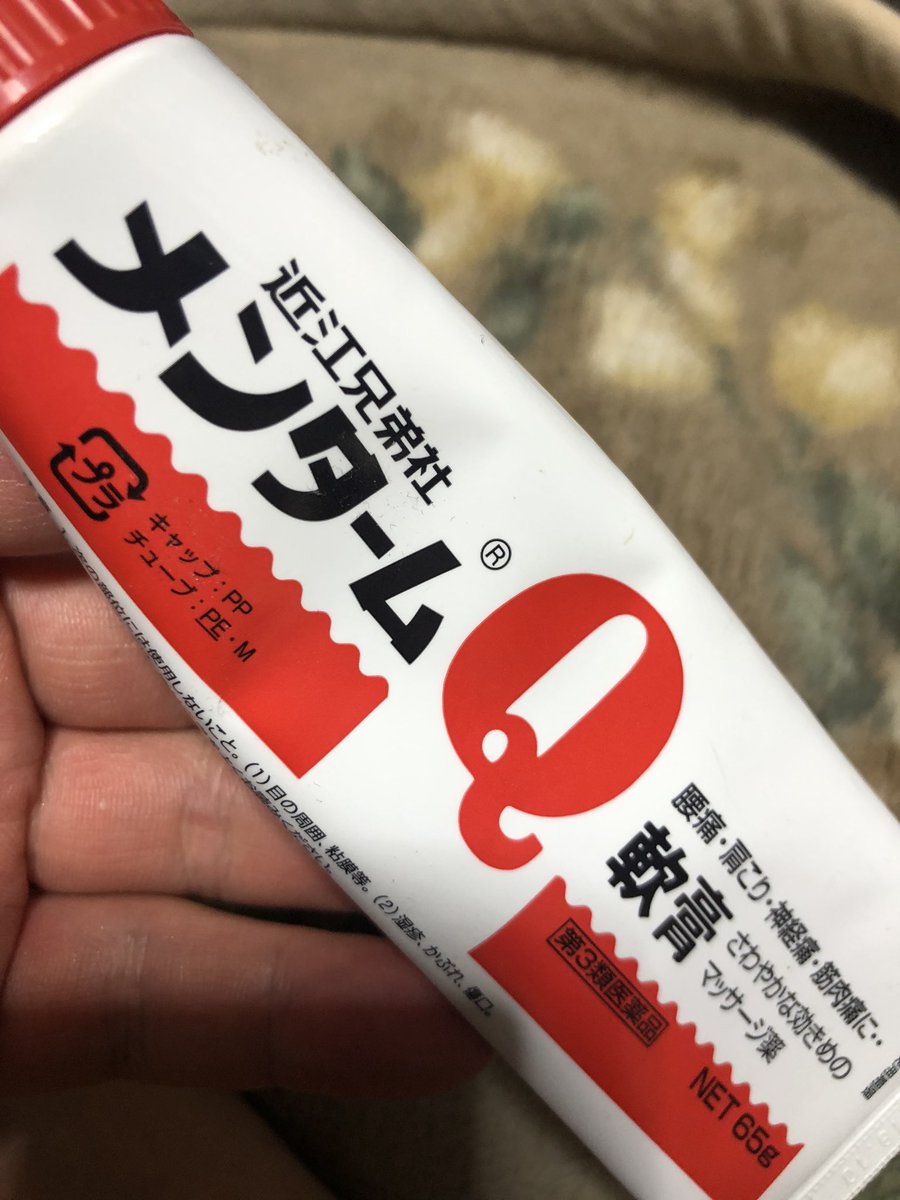 近江兄弟社
メンターム®
Q
軟膏
腰痛・肩こり・神経痛・筋肉痛に‥
さわやかな効きめの
マッサージ薬
第3類医薬品
NET 65g
プラ
キャップ：PP
チューブ：PE・M
の部位には使用しないこと。(1)目の周囲、粘膜等。(2)湿疹、かぶれ、傷口。
使用期限